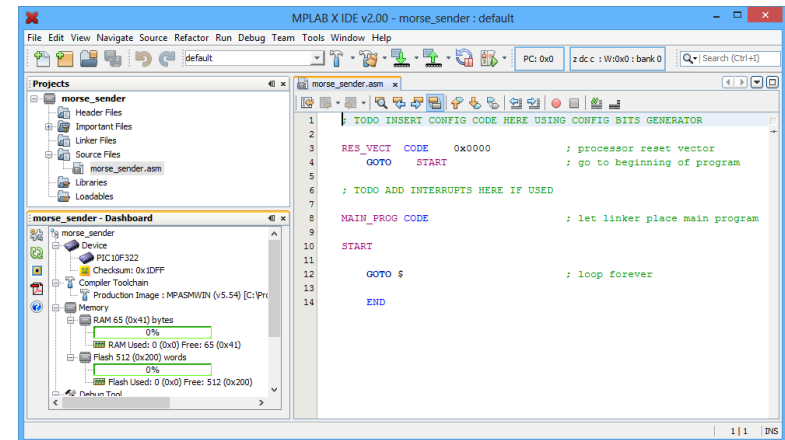 MPLAB X IDE v2.00 - morse_sender : default
File Edit View Navigate Source Refactor Run Debug Team Tools Window Help
default
PC: 0x0
z dc c : W:0x0 : bank 0
Search (Ctrl+I)
Projects
morse_sender
Header Files
Important Files
Linker Files
Source Files
morse_sender.asm
Libraries
Loadables
morse_sender - Dashboard
morse_sender
Device
PIC10F322
Checksum: 0x1DFF
Compiler Toolchain
Production Image : MPASMWIN (v5.54) [C:\Pro
Memory
RAM 65 (0x41) bytes
0%
RAM Used: 0 (0x0) Free: 65 (0x41)
Flash 512 (0x200) words
0%
Flash Used: 0 (0x0) Free: 512 (0x200)
Debug Tool
morse_sender.asm
1 ; TODO INSERT CONFIG CODE HERE USING CONFIG BITS GENERATOR
2
3 RES_VECT CODE 0x0000 ; processor reset vector
4 GOTO START ; go to beginning of program
5
6 ; TODO ADD INTERRUPTS HERE IF USED
7
8 MAIN_PROG CODE ; let linker place main program
9
10 START
11
12 GOTO $ ; loop forever
13
14 END
1 | 1 INS